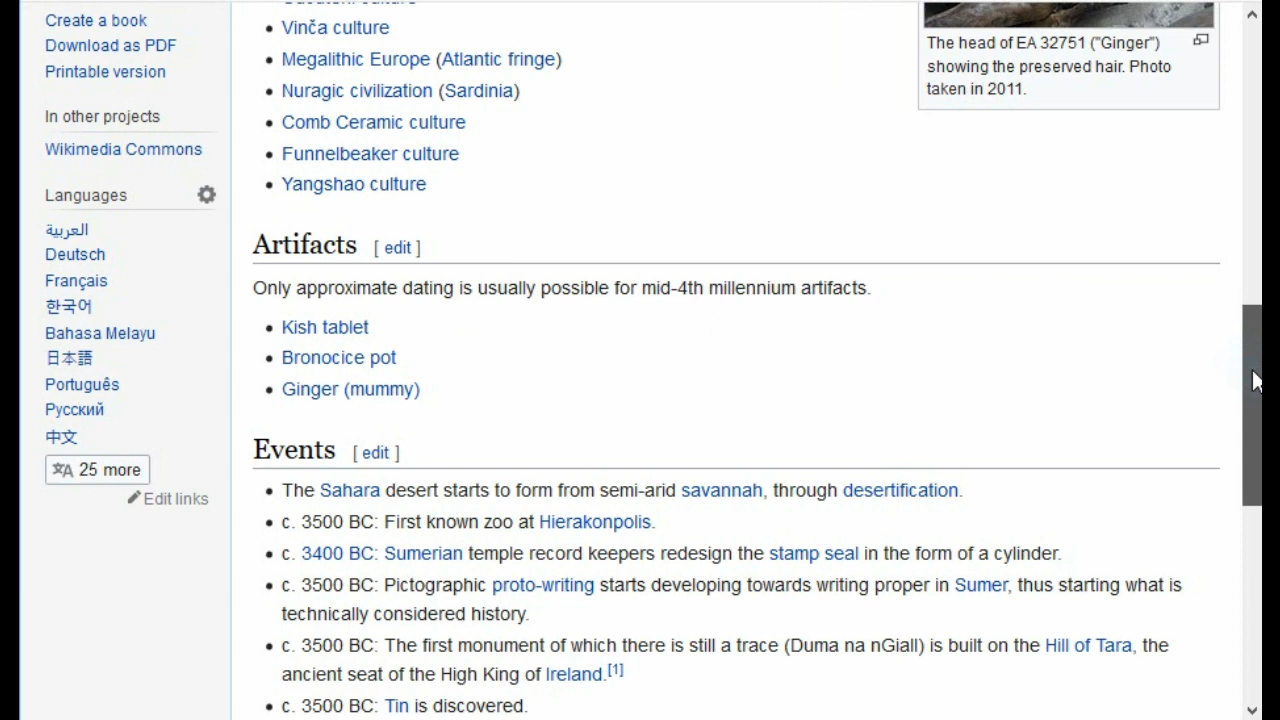 Create a book
Download as PDF
Printable version
In other projects
Wikimedia Commons
Languages
العربية
Deutsch
Français
한국어
Bahasa Melayu
日本語
Português
Русский
中文
25 more
Edit links
Vinča culture
Megalithic Europe (Atlantic fringe)
Nuragic civilization (Sardinia)
Comb Ceramic culture
Funnelbeaker culture
Yangshao culture
The head of EA 32751 ("Ginger")
showing the preserved hair. Photo
taken in 2011.
Artifacts [ edit ]
Only approximate dating is usually possible for mid-4th millennium artifacts.
Kish tablet
Bronocice pot
Ginger (mummy)
Events [ edit ]
The Sahara desert starts to form from semi-arid savannah, through desertification.
c. 3500 BC: First known zoo at Hierakonpolis.
c. 3400 BC: Sumerian temple record keepers redesign the stamp seal in the form of a cylinder.
c. 3500 BC: Pictographic proto-writing starts developing towards writing proper in Sumer, thus starting what is
technically considered history.
c. 3500 BC: The first monument of which there is still a trace (Duma na nGiall) is built on the Hill of Tara, the
ancient seat of the High King of Ireland.[1]
c. 3500 BC: Tin is discovered.